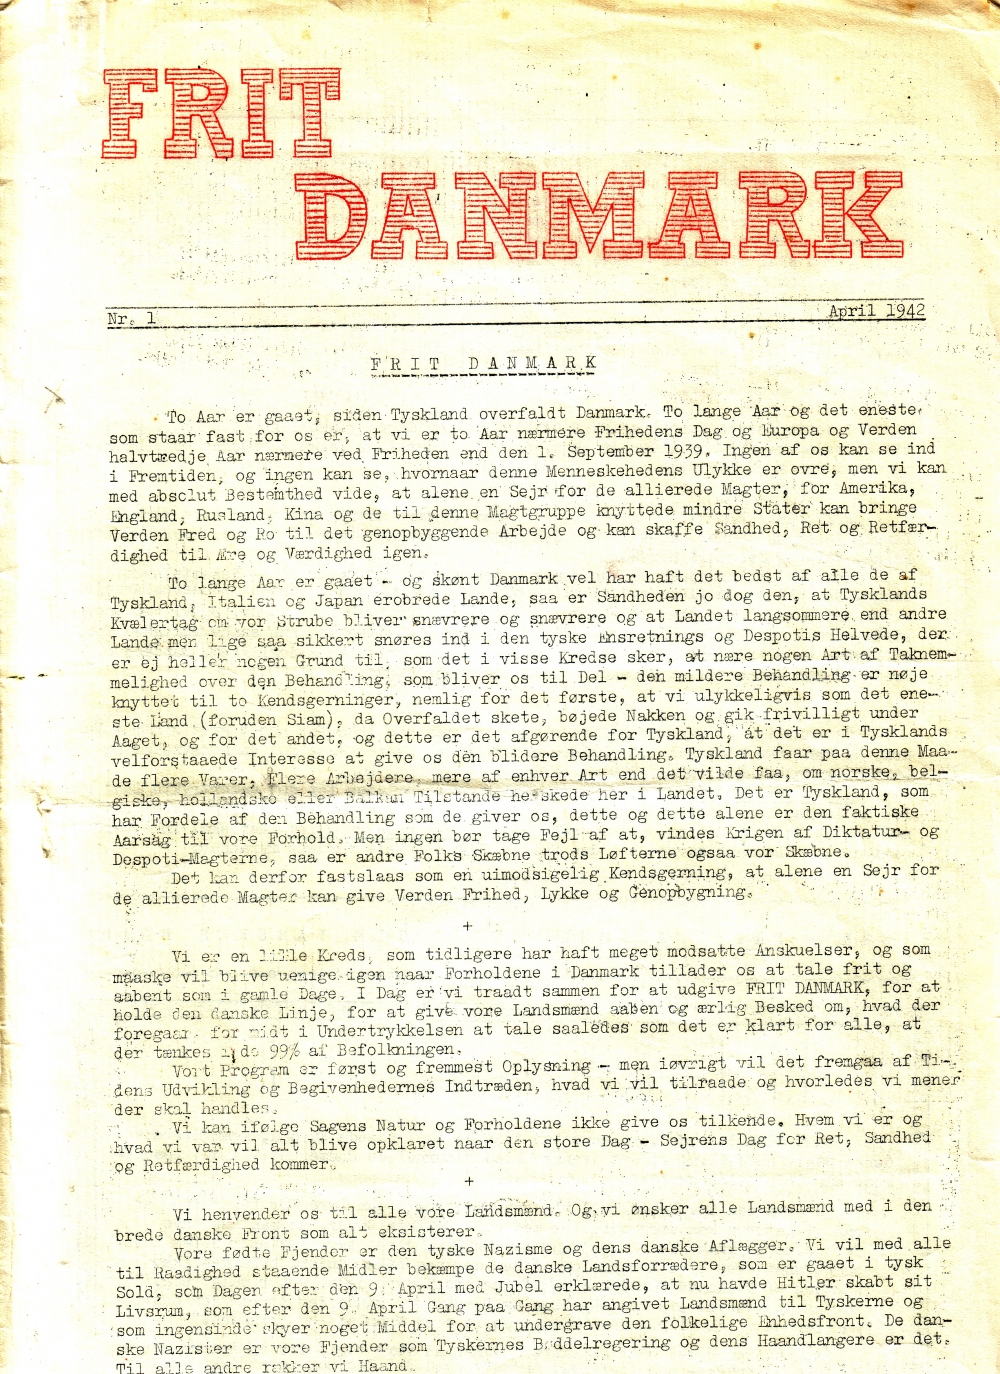 FRIT
DANMARK
Nr. 1 April 1942
FRIT DANMARK
To Aar er gaaet, siden Tyskland overfaldt Danmark. To lange Aar og det eneste,
som staar fast for os er, at vi er to Aar nærmere Frihedens Dag og Europa og Verden
halvtredje Aar nærmere ved Friheden end den 1. September 1939. Ingen af os kan se ind
i Fremtiden, og ingen kan se, hvornaar denne Menneskehedens Ulykke er ovre, men vi kan
med absolut Bestemthed vide, at alene en Sejr for de allierede Magter, for Amerika,
England, Rusland, Kina og de til denne Magtgruppe knyttede mindre Stater kan bringe
Verden Fred og Ro til det genopbyggende Arbejde og kan skaffe Sandhed, Ret og Retfær-
dighed til Ære og Værdighed igen.
To lange Aar er gaaet - og skønt Danmark vel har haft det bedst af alle de af
Tyskland, Italien og Japan erobrede Lande, saa er Sandheden jo dog den, at Tysklands
Kvælertag om vor Strube bliver snævrere og snævrere og at Landet langsommere end andre
Lande men lige saa sikkert snøres ind i den tyske Ensretnings og Despotis Helvede, der
er ej heller nogen Grund til, som det i visse Kredse sker, at nære nogen Art af Taknem-
melighed over den Behandling, som bliver os til Del - den mildere Behandling er nøje
knyttet til to Kendsgerninger, nemlig for det første, at vi ulykkeligvis som det ene-
ste Land (foruden Siam), da Overfaldet skete, bøjede Nakken og gik frivilligt under
Aaget, og for det andet, og dette er det afgørende for Tyskland, at det er i Tysklands
velforstaaede Interesse at give os den blidere Behandling. Tyskland faar paa denne Maa-
de flere Varer, flere Arbejdere, mere af enhver Art end det vilde faa, om norske, bel-
giske, hollandske eller Balkan Tilstande herskede her i Landet. Det er Tyskland, som
har Fordele af den Behandling som de giver os, dette og dette alene er den faktiske
Aarsag til vore Forhold. Men ingen bør tage Fejl af at, vindes Krigen af Diktatur- og
Despoti-Magterne, saa er andre Folks Skæbne trods Løfterne ogsaa vor Skæbne.
Det kan derfor fastslaas som en uimodsigelig Kendsgerning, at alene en Sejr for
de allierede Magter kan give Verden Frihed, Lykke og Genopbygning.
+
Vi er en lille Kreds, som tidligere har haft meget modsatte Anskuelser, og som
maaske vil blive uenige igen naar Forholdene i Danmark tillader os at tale frit og
aabent som i gamle Dage. I Dag er vi traadt sammen for at udgive FRIT DANMARK, for at
holde den danske Linje, for at give vore Landsmænd aaben og ærlig Besked om, hvad der
foregaar for midt i Undertrykkelsen at tale saaledes som det er klart for alle, at
der tænkes i de 99% af Befolkningen.
Vort Program er først og fremmest Oplysning - men iøvrigt vil det fremgaa af Ti-
dens Udvikling og Begivenhedernes Indtræden, hvad vi vil tilraade og hvorledes vi mener
der skal handles.
Vi kan ifølge Sagens Natur og Forholdene ikke give os tilkende. Hvem vi er og
hvad vi var vil alt blive opklaret naar den store Dag - Sejrens Dag for Ret, Sandhed
og Retfærdighed kommer.
+
Vi henvender os til alle vore Landsmænd. Og vi ønsker alle Landsmænd med i den
brede danske Front som alt eksisterer.
Vore fødte Fjender er den tyske Nazisme og dens danske Aflægger. Vi vil med alle
til Raadighed staaende Midler bekæmpe de danske Landsforrædere, som er gaaet i tysk
Sold, som Dagen efter den 9. April med Jubel erklærede, at nu havde Hitler skabt sit
Livsrum, som efter den 9. April Gang paa Gang har angivet Landsmænd til Tyskerne og
som ingensinde skyer noget Middel for at undergrave den folkelige Enhedsfront. De dan-
ske Nazister er vore Fjender som Tyskernes Bøddelregering og dens Haandlangere er det.
Til alle andre rækker vi Haand.